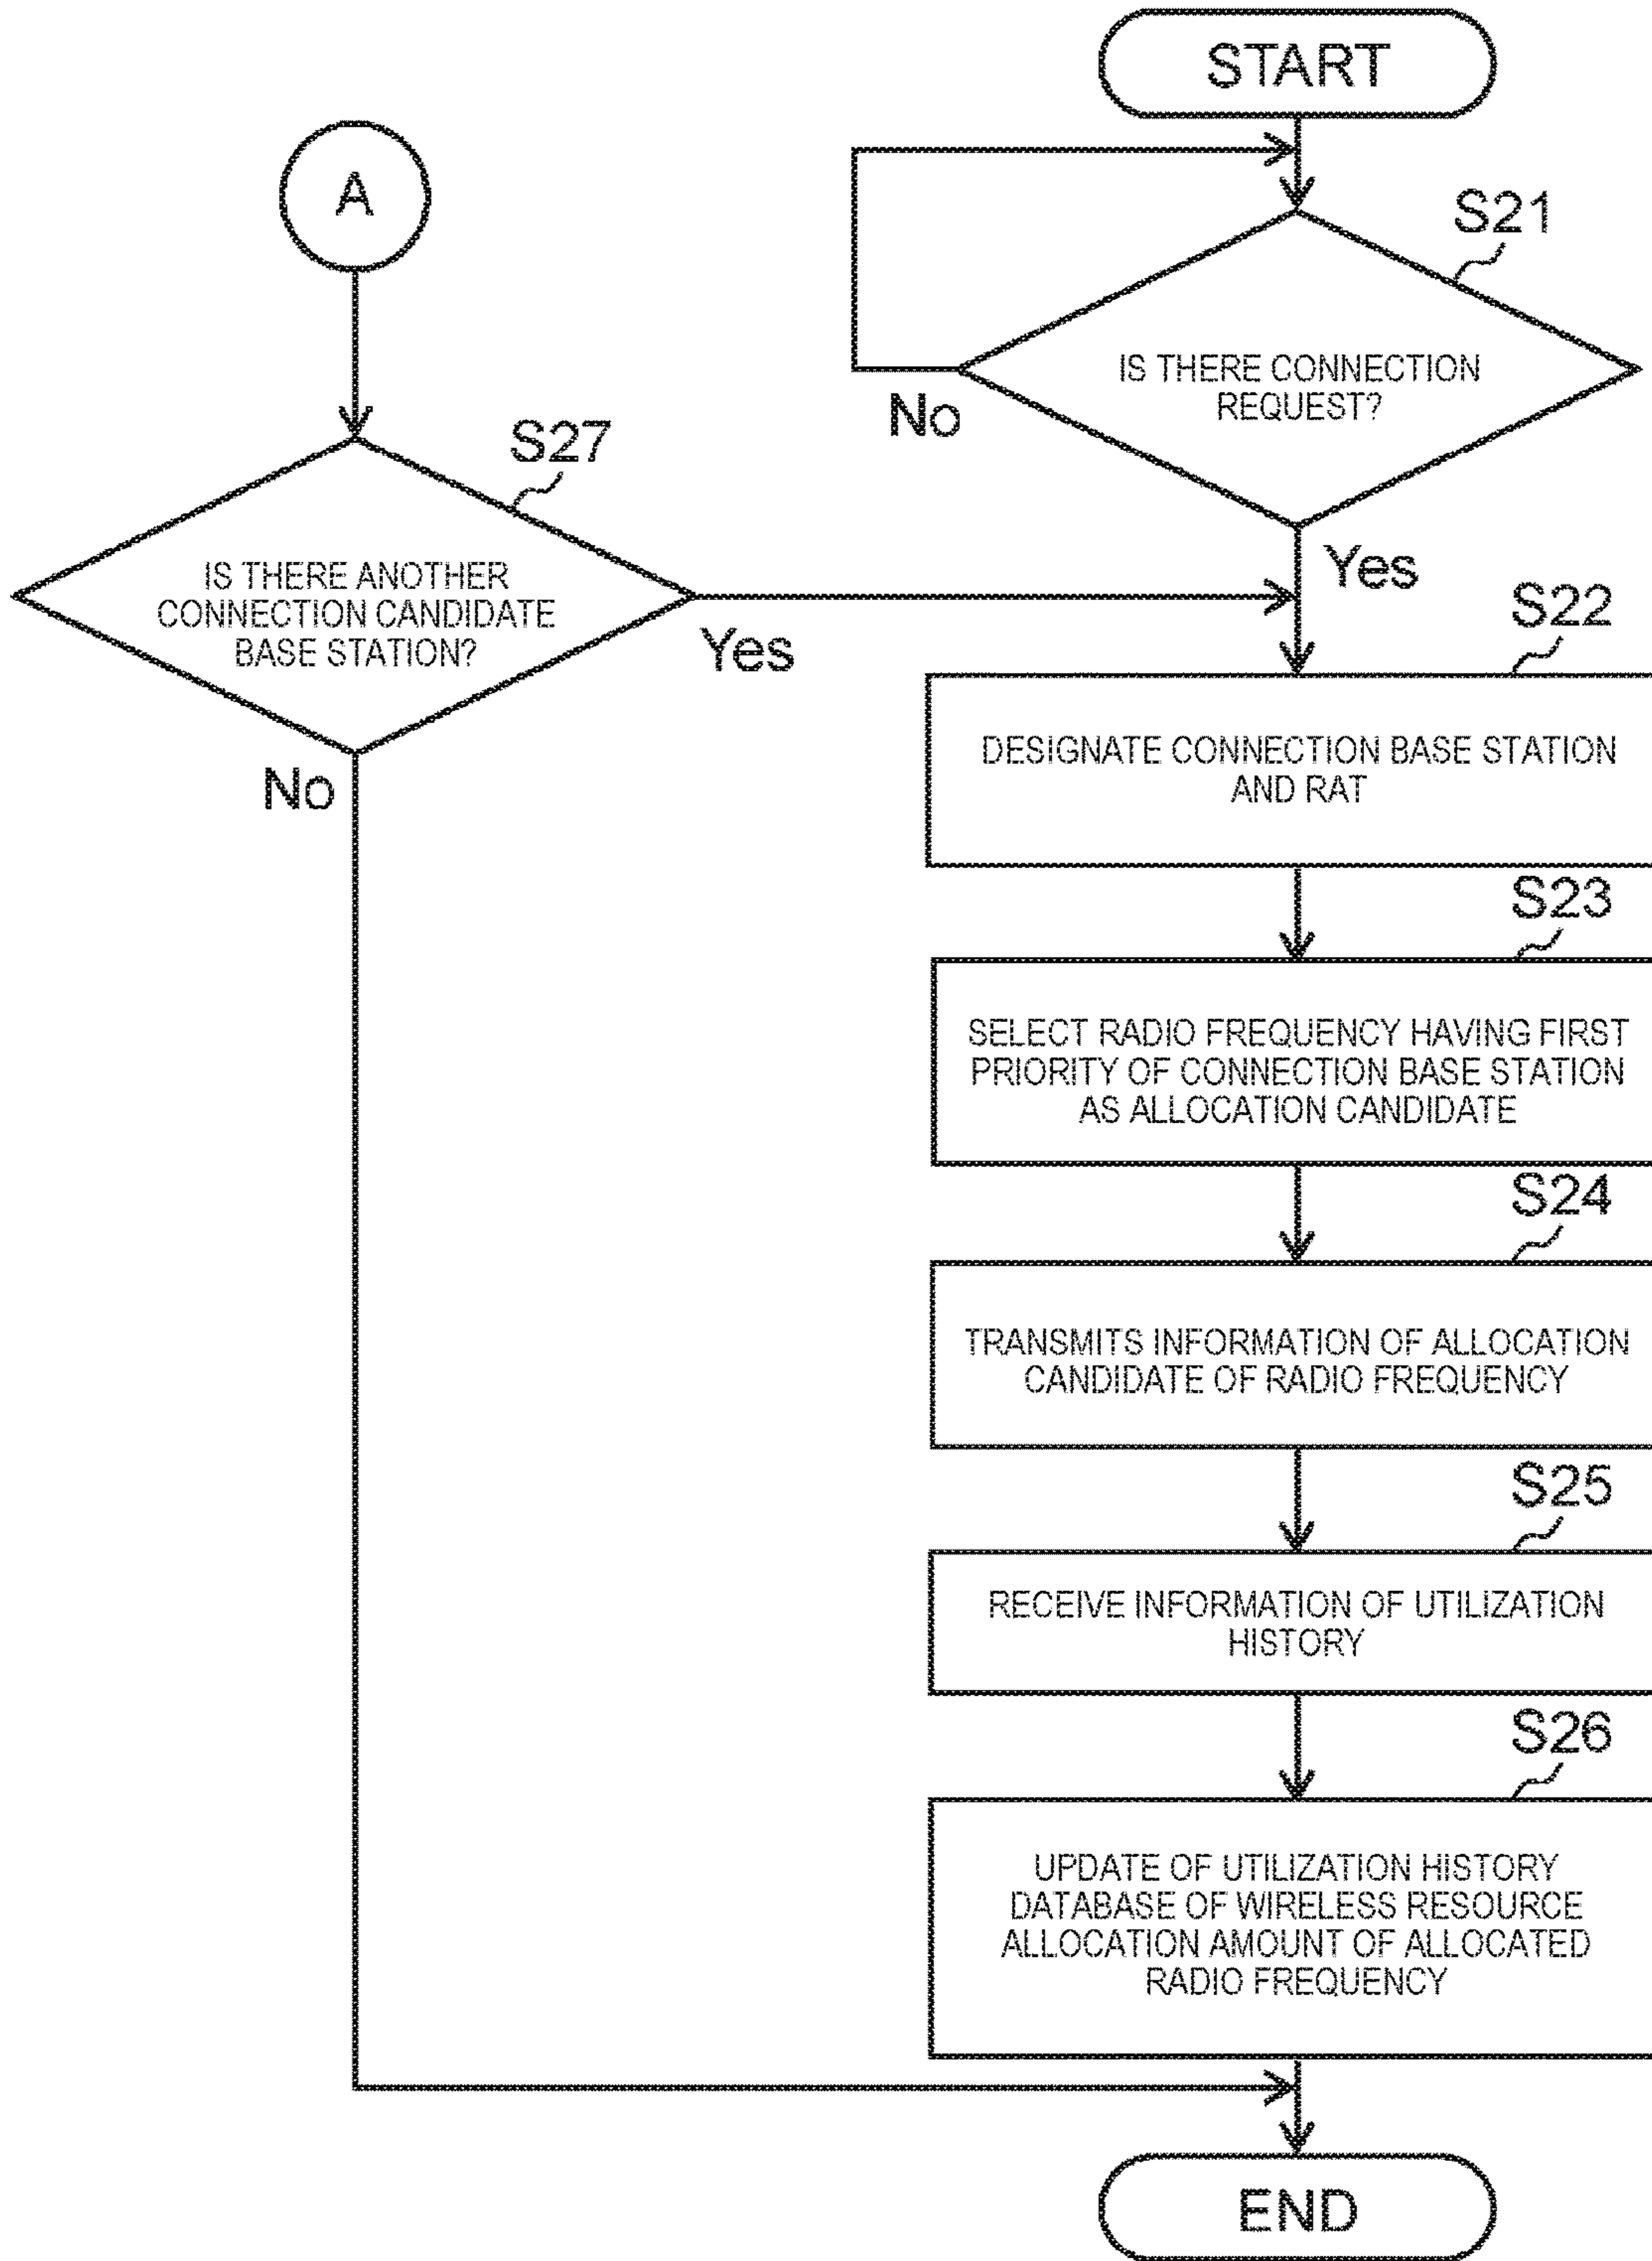 START
A
S21
IS THERE CONNECTION
REQUEST?
No
Yes
S27
IS THERE ANOTHER
CONNECTION CANDIDATE
BASE STATION?
Yes
No
S22
DESIGNATE CONNECTION BASE STATION
AND RAT
S23
SELECT RADIO FREQUENCY HAVING FIRST
PRIORITY OF CONNECTION BASE STATION
AS ALLOCATION CANDIDATE
S24
TRANSMITS INFORMATION OF ALLOCATION
CANDIDATE OF RADIO FREQUENCY
S25
RECEIVE INFORMATION OF UTILIZATION
HISTORY
S26
UPDATE OF UTILIZATION HISTORY
DATABASE OF WIRELESS RESOURCE
ALLOCATION AMOUNT OF ALLOCATED
RADIO FREQUENCY
END